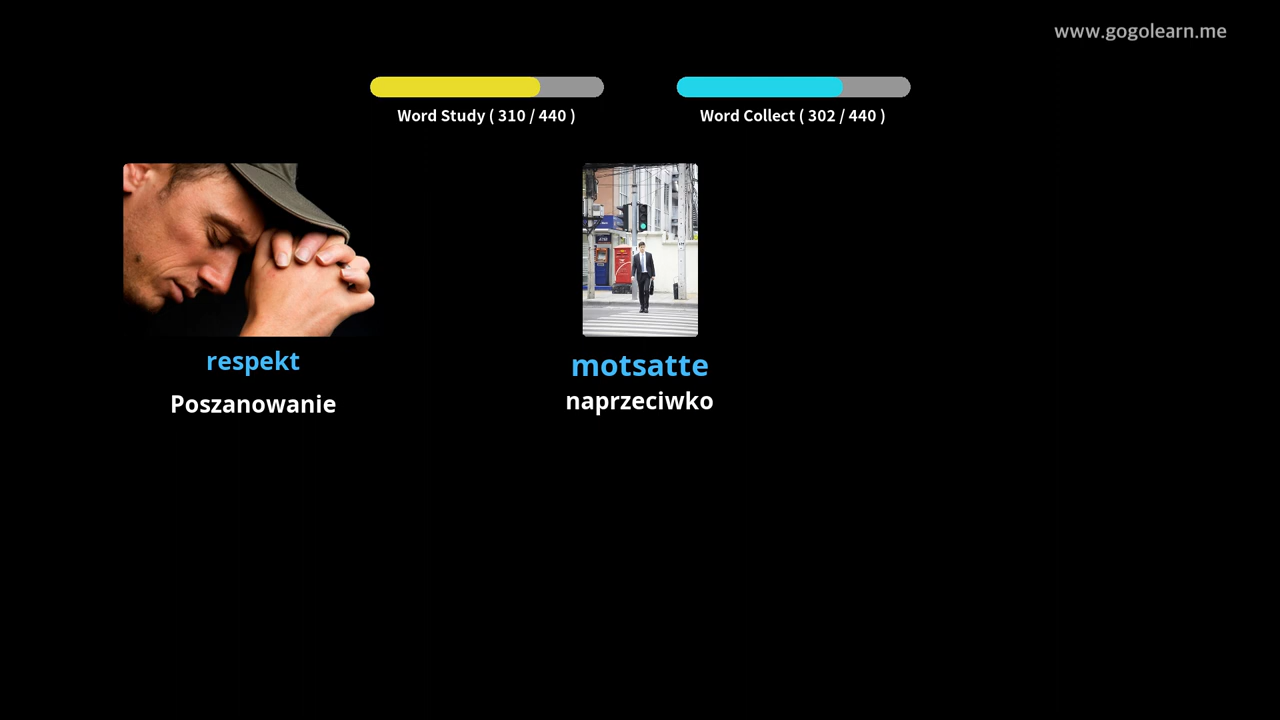 www.gogolearn.me
Word Study ( 310 / 440 )
Word Collect ( 302 / 440 )
respekt
Poszanowanie
motsatte
naprzeciwko